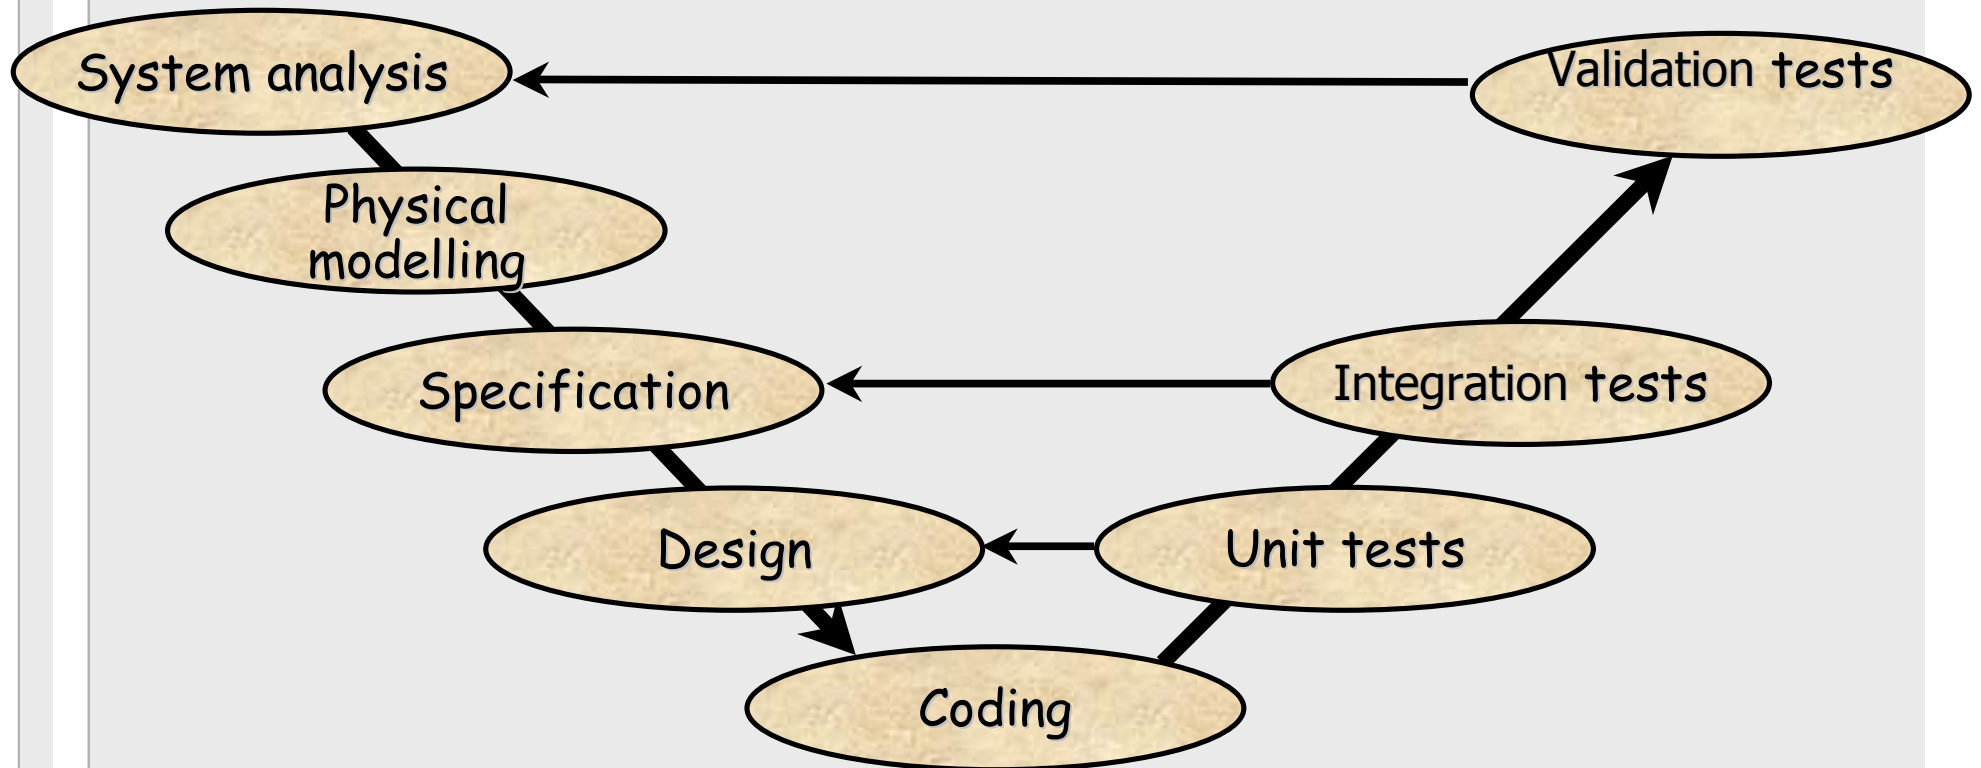 System analysis
Validation tests
Physical
modelling
Specification
Integration tests
Design
Unit tests
Coding